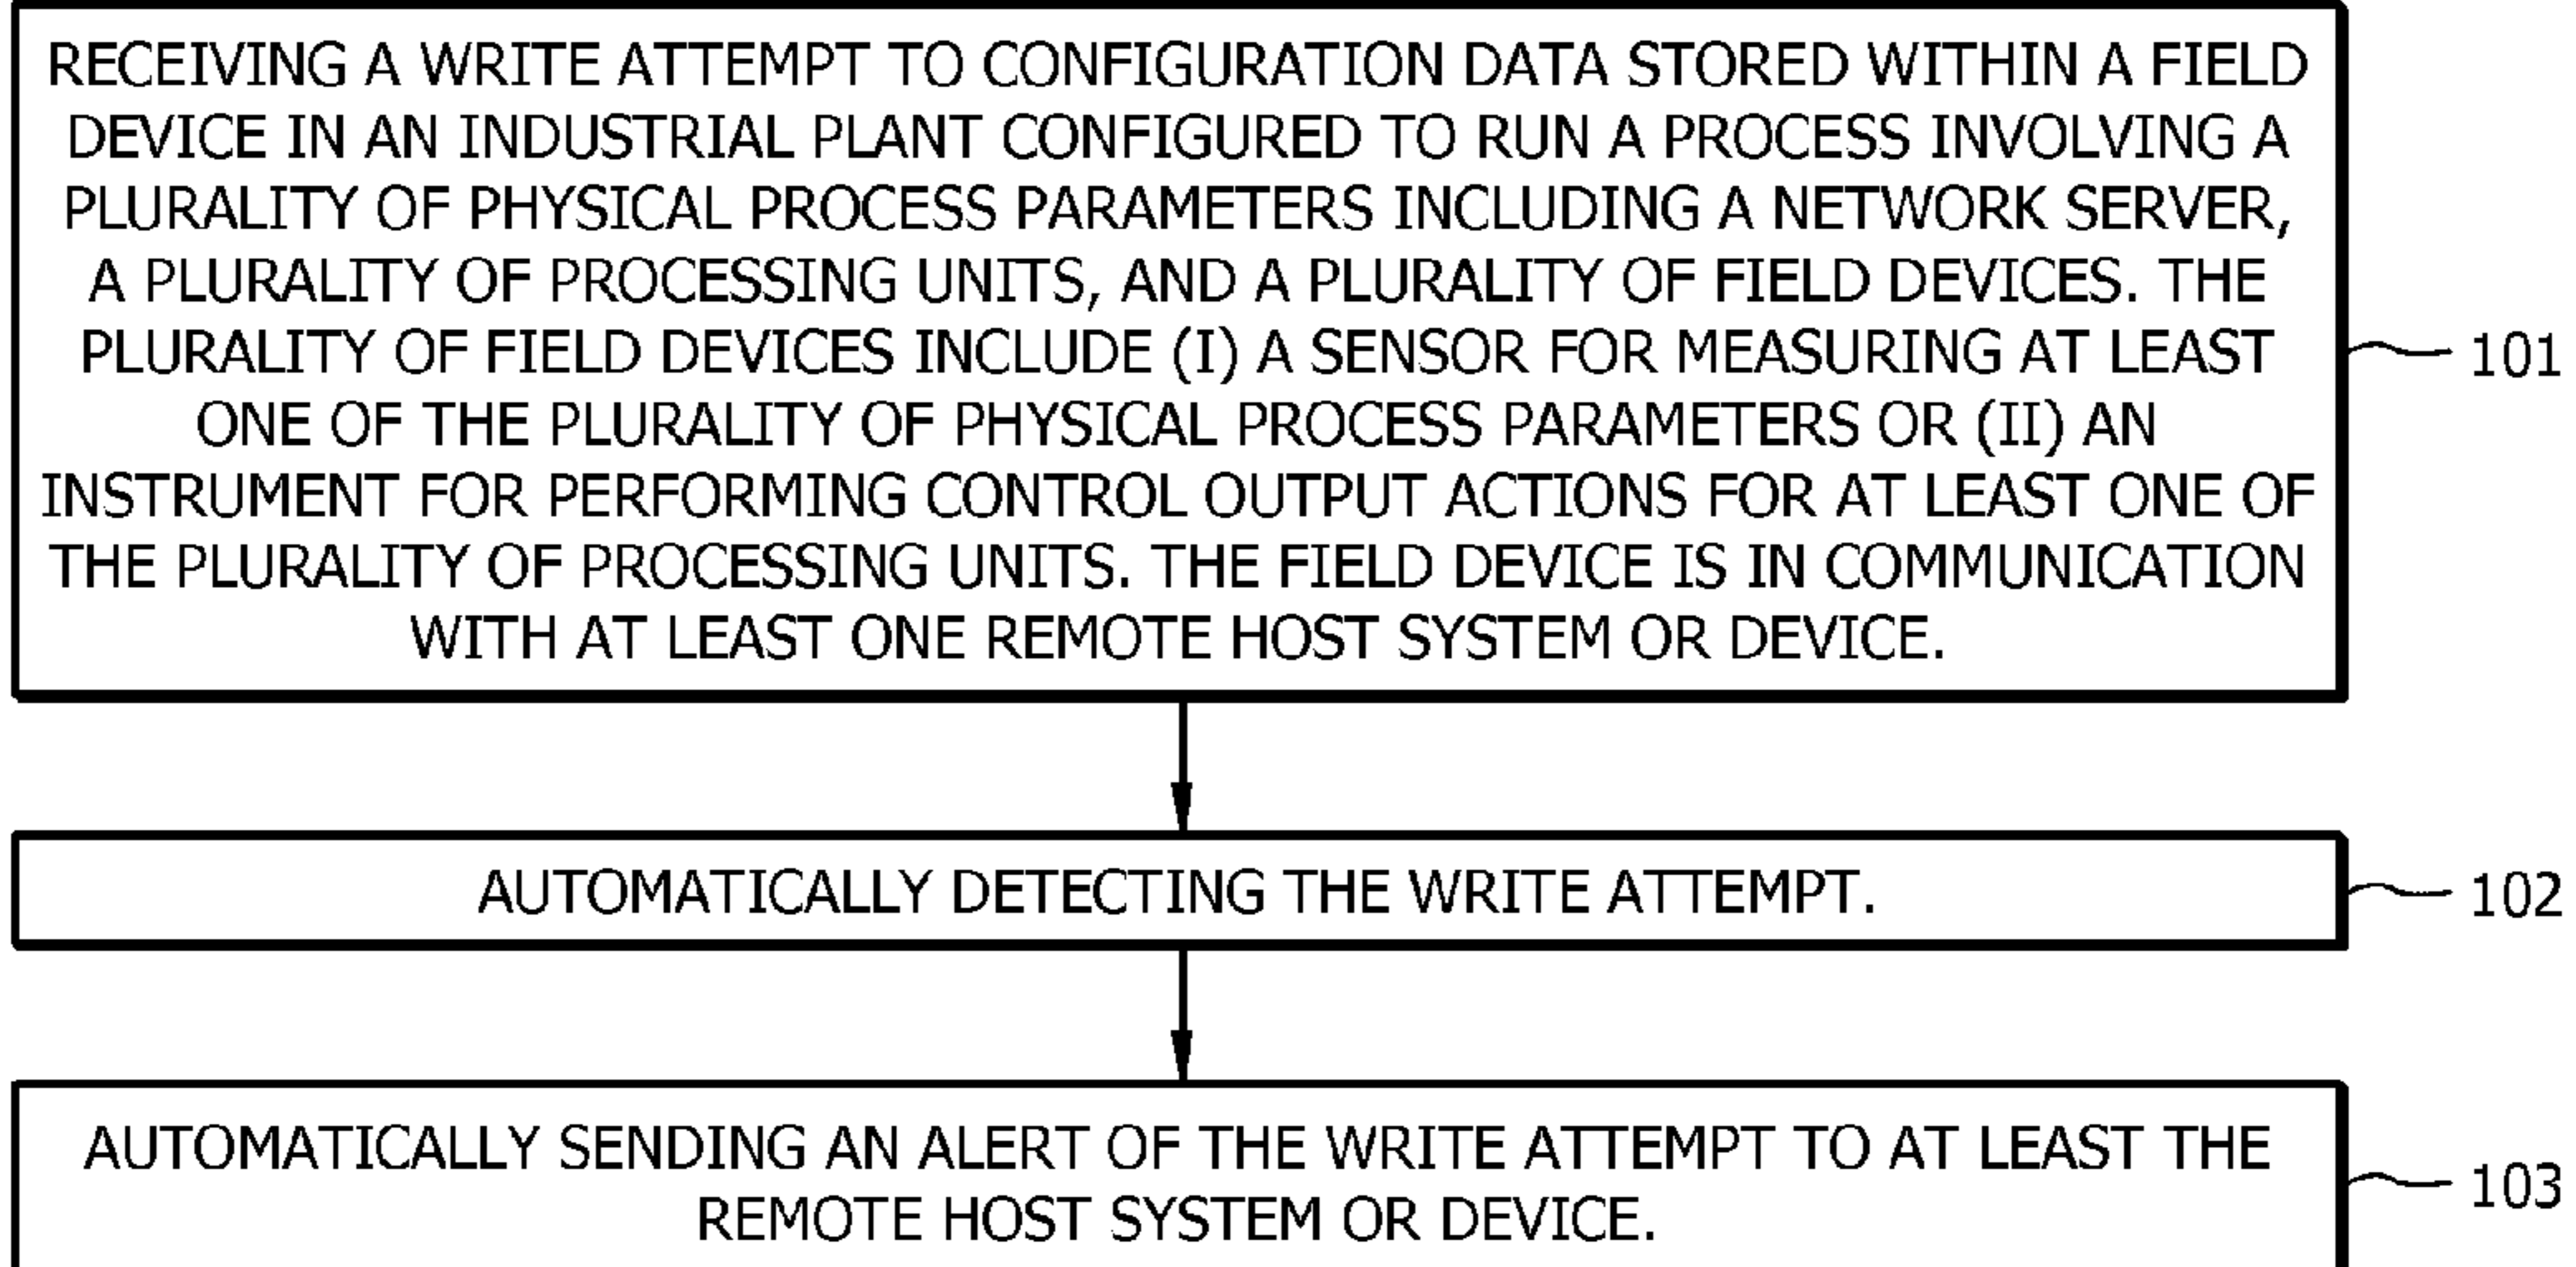 RECEIVING A WRITE ATTEMPT TO CONFIGURATION DATA STORED WITHIN A FIELD
DEVICE IN AN INDUSTRIAL PLANT CONFIGURED TO RUN A PROCESS INVOLVING A
PLURALITY OF PHYSICAL PROCESS PARAMETERS INCLUDING A NETWORK SERVER,
A PLURALITY OF PROCESSING UNITS, AND A PLURALITY OF FIELD DEVICES. THE
PLURALITY OF FIELD DEVICES INCLUDE (I) A SENSOR FOR MEASURING AT LEAST
ONE OF THE PLURALITY OF PHYSICAL PROCESS PARAMETERS OR (II) AN
INSTRUMENT FOR PERFORMING CONTROL OUTPUT ACTIONS FOR AT LEAST ONE OF
THE PLURALITY OF PROCESSING UNITS. THE FIELD DEVICE IS IN COMMUNICATION
WITH AT LEAST ONE REMOTE HOST SYSTEM OR DEVICE.
101
AUTOMATICALLY DETECTING THE WRITE ATTEMPT.
102
AUTOMATICALLY SENDING AN ALERT OF THE WRITE ATTEMPT TO AT LEAST THE
REMOTE HOST SYSTEM OR DEVICE.
103